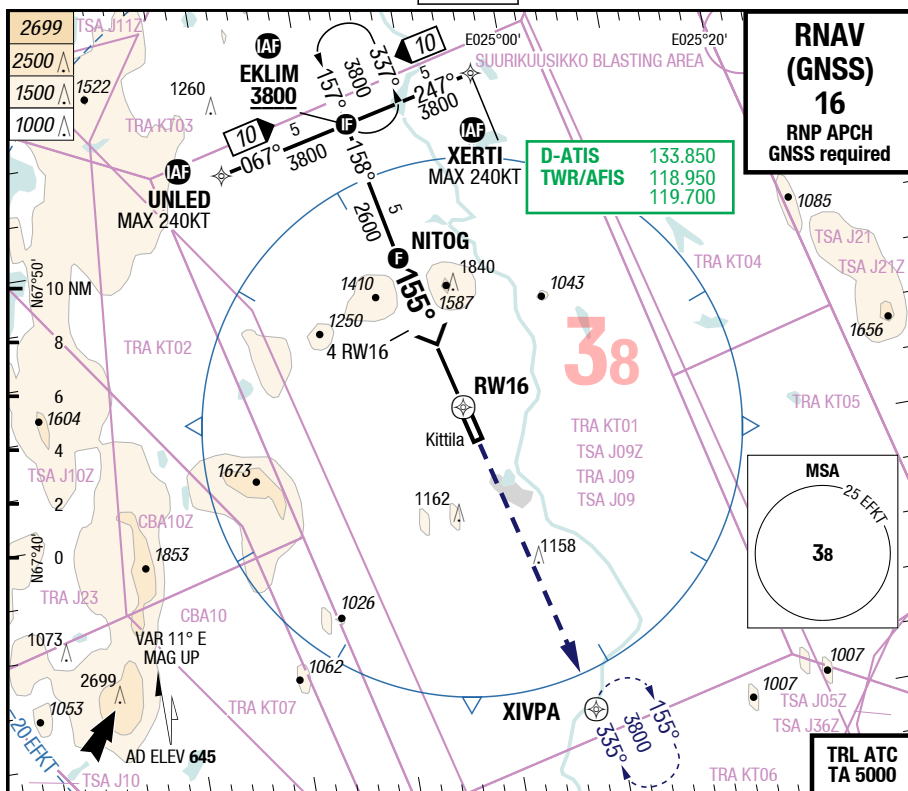 2699
2500
1500
1000
TSA J11Z
1522
1260
TRA KT03
IAF
EKLIM
3800
157°
3800
337°
10
5
247°
3800
E025°00'
E025°20'
SUURIKUUSIKKO BLASTING AREA
RNAV
(GNSS)
16
RNP APCH
GNSS required
10
5
067°
3800
IF
IAF
UNLED
MAX 240KT
IAF
XERTI
MAX 240KT
D-ATIS 133.850
TWR/AFIS 118.950
119.700
158°
5
2600
NITOG
F
155°
1085
TSA J21
TSA J21Z
TRA KT04
1656
N67°50'
10 NM
8
6
4
2
0
N67°40'
1410
1840
1587
1043
1250
4 RW16
38
TRA KT02
RW16
Kittila
TRA KT05
1604
TRA KT01
TSA J09Z
TRA J09
TSA J09
TSA J10Z
1673
MSA
25 EFKT
38
1162
CBA10Z
1158
1853
TRA J23
CBA10
1026
1073
VAR 11° E
MAG UP
1062
2699
1053
TRA KT07
AD ELEV 645
20 EFKT
TSA J10
XIVPA
155°
3800
335°
1007
1007
TSA J05Z
TSA J36Z
TRA KT06
TRL ATC
TA 5000